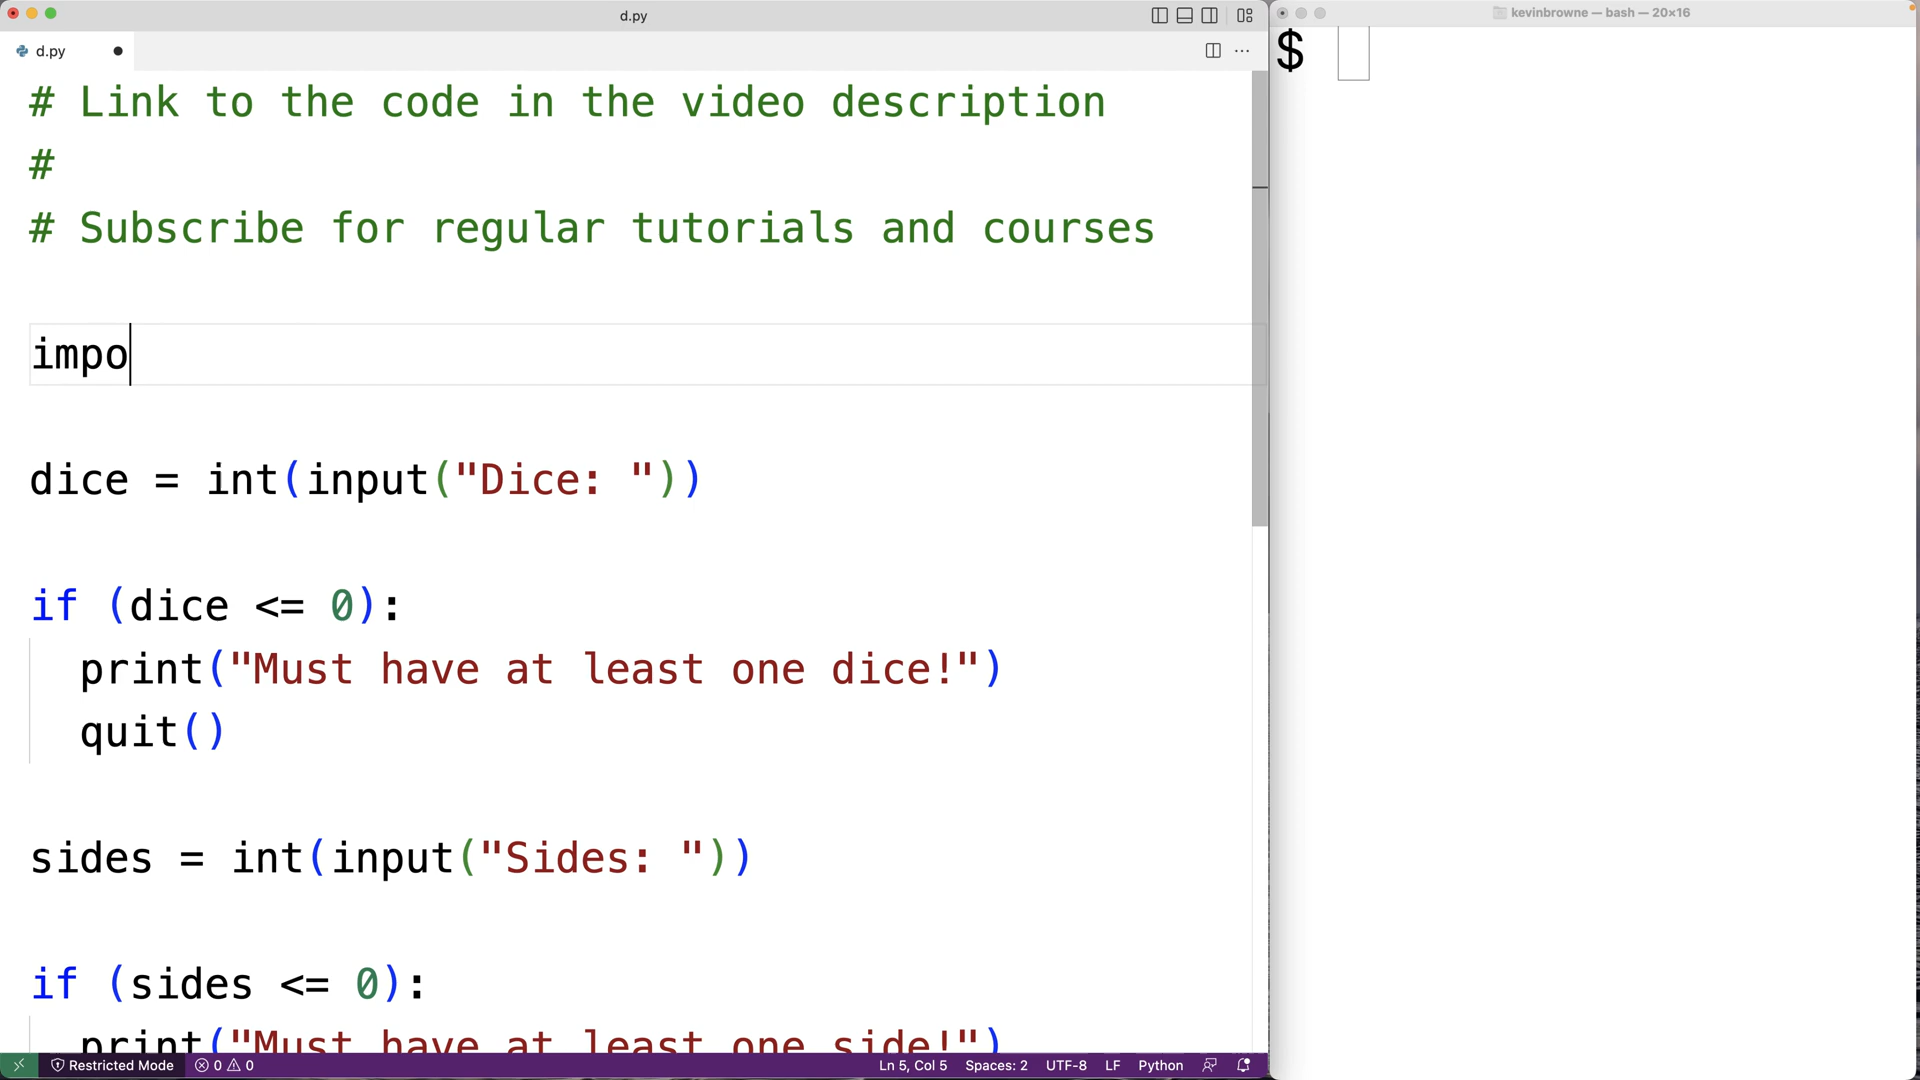 d.py
d.py
# Link to the code in the video description
#
# Subscribe for regular tutorials and courses
impo
dice = int(input("Dice: "))
if (dice <= 0):
print("Must have at least one dice!")
quit()
sides = int(input("Sides: "))
if (sides <= 0):
print("Must have at least one side!")
Restricted Mode 0 0 Ln 5, Col 5 Spaces: 2 UTF-8 LF Python
kevinbrowne — bash — 20×16
$